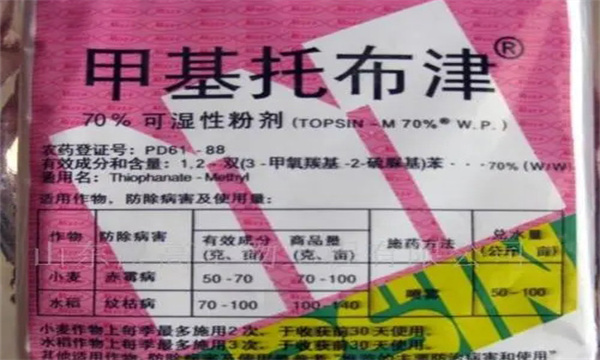 甲基托布津®
70% 可湿性粉剂 (TOPSIN - M 70%® W.P.)
农药登记证号: PD61 - 88
有效成分和含量: 1.2 - 双(3 - 甲氧羰基 -2-硫脲基)苯 · · · 70% (W/W)
通用名: Thiophanate - Methyl
适用作物, 防除病害及使用量:
作物 防除病害 有效成分 (克、亩) 商品量 (克、亩) 施药方法 兑水量 (公斤、亩)
小麦 赤霉病 50 - 70 70 - 100 喷雾 50 - 100
水稻 纹枯病 70 - 100 100 - 140
小麦作物上每季最多施用2次, 于收获前30天使用。
水稻作物上每季最多施用3次, 于收获前30天使用。